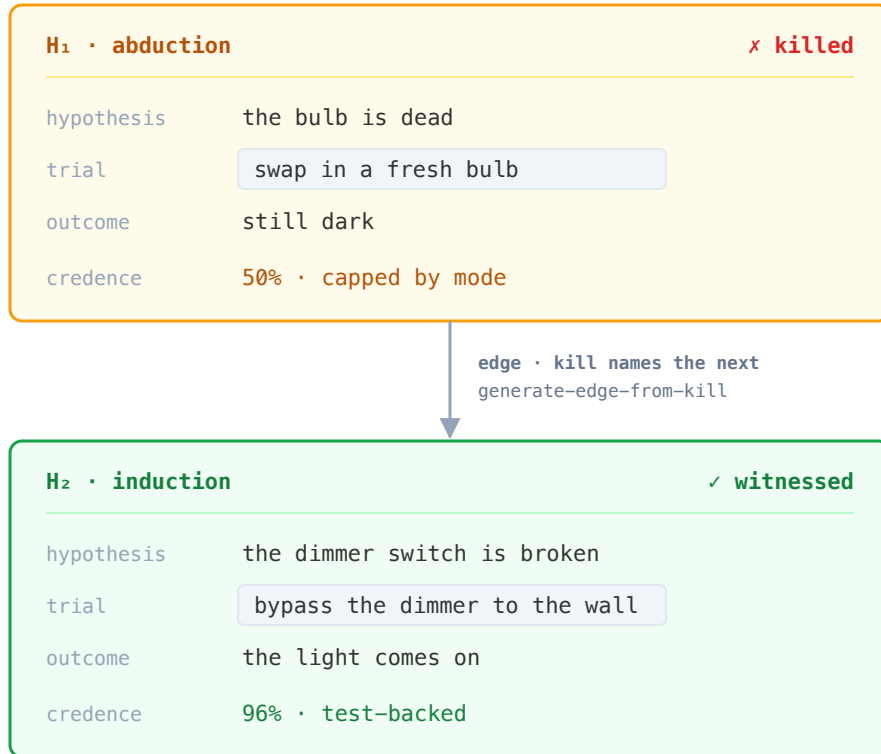 H₁ · abduction ✗ killed
hypothesis the bulb is dead
trial swap in a fresh bulb
outcome still dark
credence 50% · capped by mode
edge · kill names the next
generate-edge-from-kill
H₂ · induction ✓ witnessed
hypothesis the dimmer switch is broken
trial bypass the dimmer to the wall
outcome the light comes on
credence 96% · test-backed